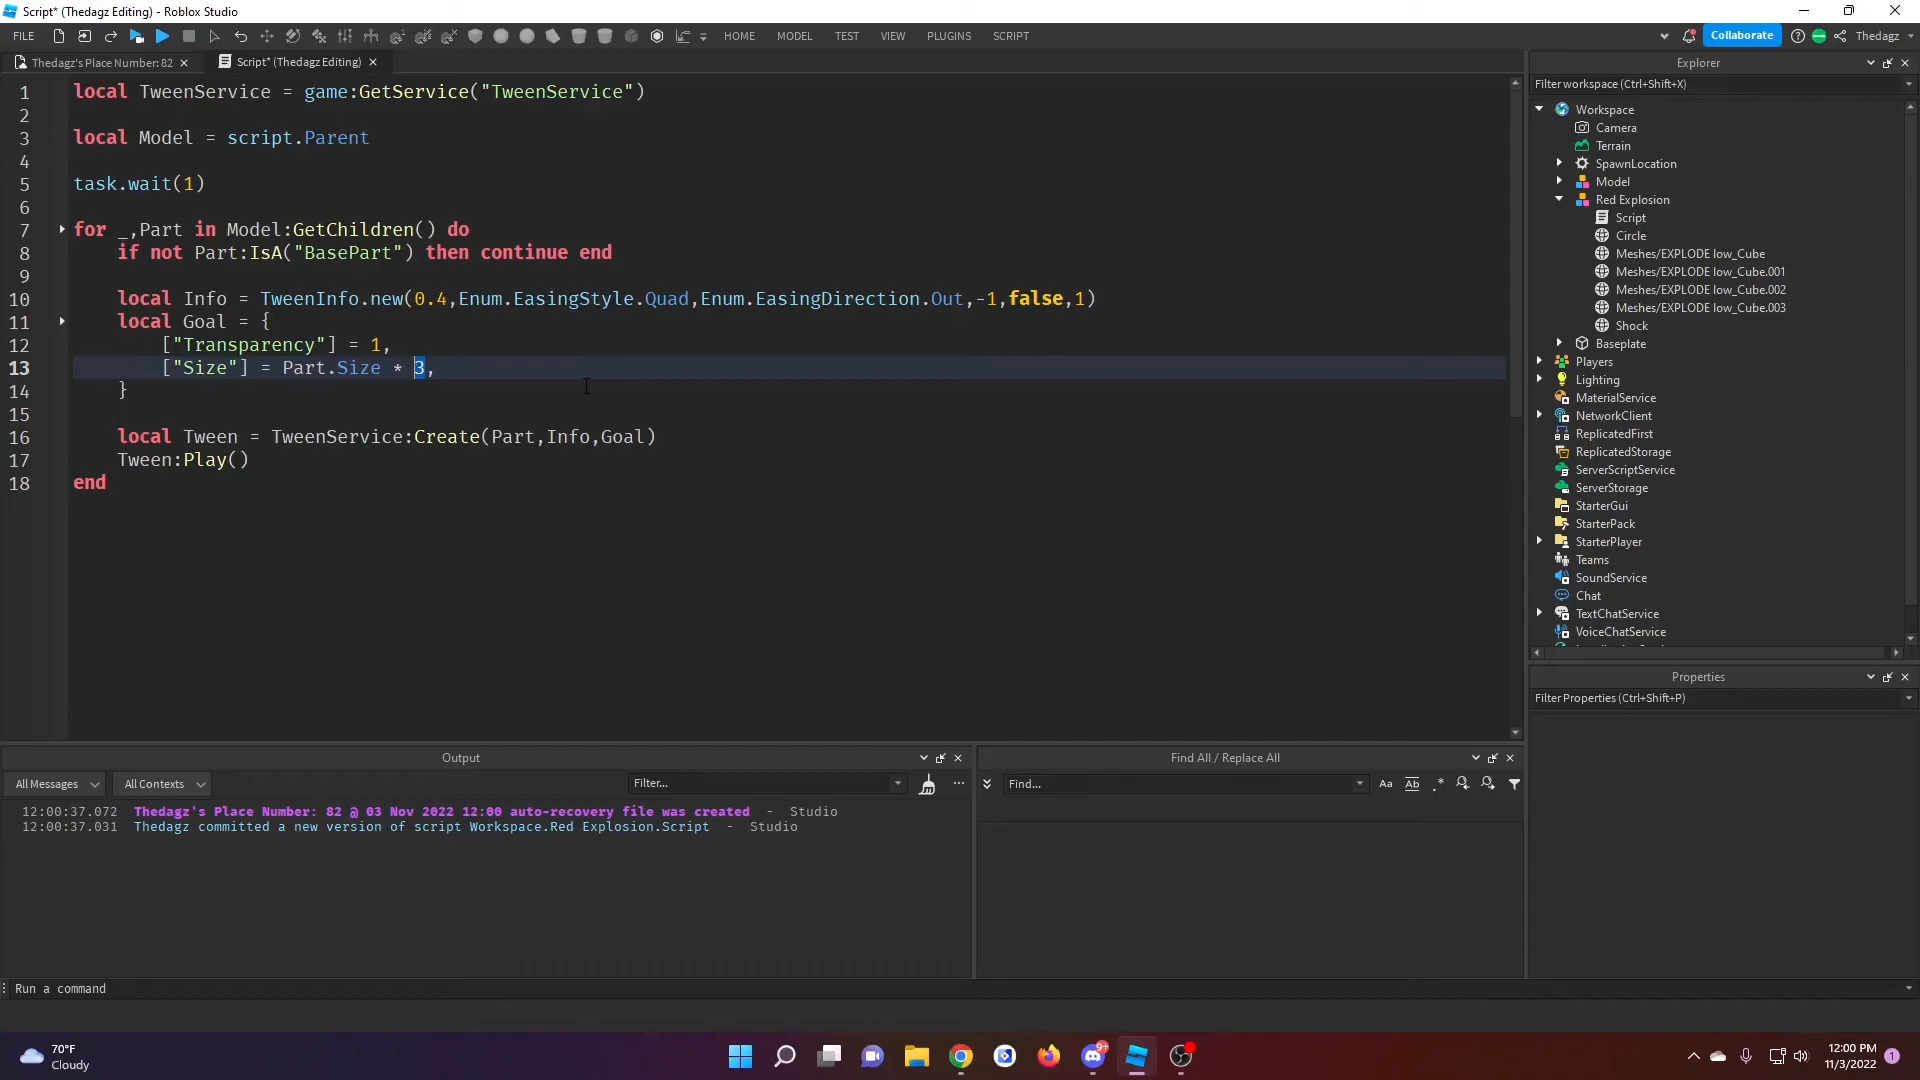 Script* (Thedagz Editing) - Roblox Studio
FILE HOME MODEL TEST VIEW PLUGINS SCRIPT Collaborate Thedagz
Thedagz's Place Number: 82 Script* (Thedagz Editing)
1 local TweenService = game:GetService("TweenService")
2
3 local Model = script.Parent
4
5 task.wait(1)
6
7 for _,Part in Model:GetChildren() do
8 if not Part:IsA("BasePart") then continue end
9
10 local Info = TweenInfo.new(0.4,Enum.EasingStyle.Quad,Enum.EasingDirection.Out,-1,false,1)
11 local Goal = {
12 ["Transparency"] = 1,
13 ["Size"] = Part.Size * 3,
14 }
15
16 local Tween = TweenService:Create(Part,Info,Goal)
17 Tween:Play()
18 end
Explorer
Filter workspace (Ctrl+Shift+X)
Workspace
Camera
Terrain
SpawnLocation
Model
Red Explosion
Script
Circle
Meshes/EXPLODE low_Cube
Meshes/EXPLODE low_Cube.001
Meshes/EXPLODE low_Cube.002
Meshes/EXPLODE low_Cube.003
Shock
Baseplate
Players
Lighting
MaterialService
NetworkClient
ReplicatedFirst
ReplicatedStorage
ServerScriptService
ServerStorage
StarterGui
StarterPack
StarterPlayer
Teams
SoundService
Chat
TextChatService
VoiceChatService
Properties
Filter Properties (Ctrl+Shift+P)
Output
All Messages All Contexts Filter...
12:00:37.072 Thedagz's Place Number: 82 @ 03 Nov 2022 12:00 auto-recovery file was created - Studio
12:00:37.031 Thedagz committed a new version of script Workspace.Red Explosion.Script - Studio
Find All / Replace All
Find... Aa Ab .*
Run a command
70°F
Cloudy
9+
12:00 PM
11/3/2022
1